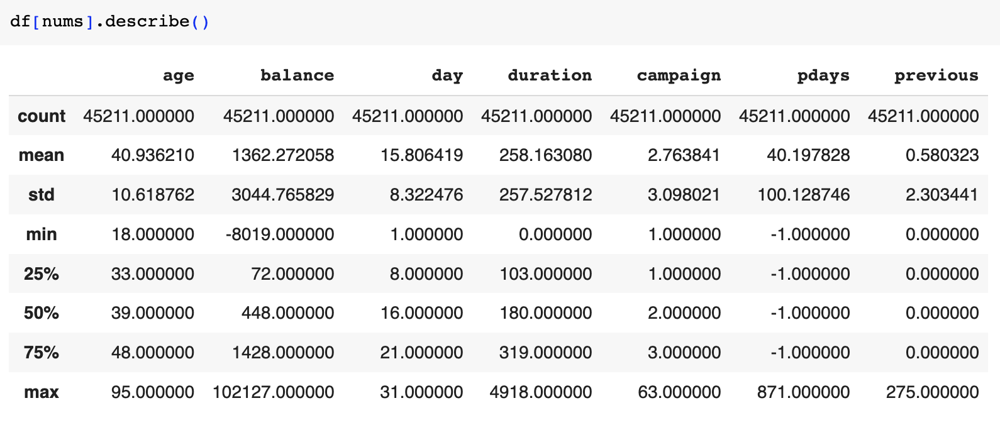 df[nums].describe()
age balance day duration campaign pdays previous
count 45211.000000 45211.000000 45211.000000 45211.000000 45211.000000 45211.000000 45211.000000
mean 40.936210 1362.272058 15.806419 258.163080 2.763841 40.197828 0.580323
std 10.618762 3044.765829 8.322476 257.527812 3.098021 100.128746 2.303441
min 18.000000 -8019.000000 1.000000 0.000000 1.000000 -1.000000 0.000000
25% 33.000000 72.000000 8.000000 103.000000 1.000000 -1.000000 0.000000
50% 39.000000 448.000000 16.000000 180.000000 2.000000 -1.000000 0.000000
75% 48.000000 1428.000000 21.000000 319.000000 3.000000 -1.000000 0.000000
max 95.000000 102127.000000 31.000000 4918.000000 63.000000 871.000000 275.000000